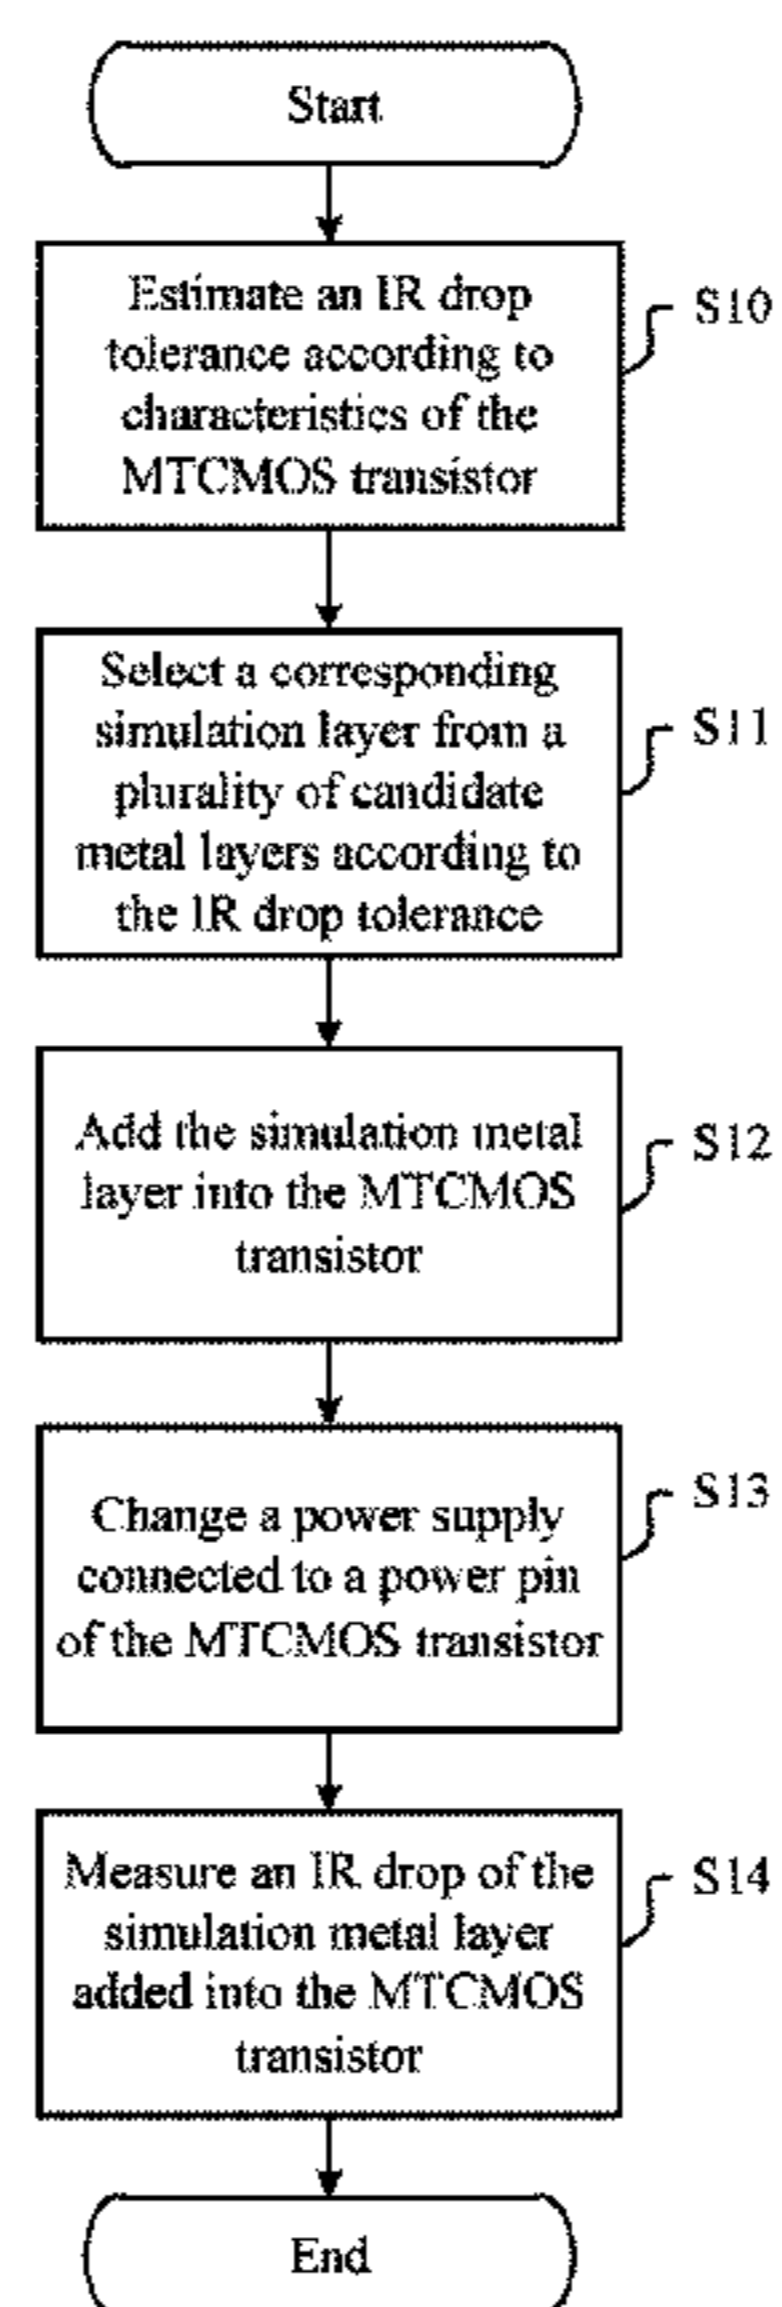 Start
Estimate an IR drop
tolerance according to
characteristics of the
MTCMOS transistor
S10
Select a corresponding
simulation layer from a
plurality of candidate
metal layers according to
the IR drop tolerance
S11
Add the simulation metal
layer into the MTCMOS
transistor
S12
Change a power supply
connected to a power pin
of the MTCMOS transistor
S13
Measure an IR drop of the
simulation metal layer
added into the MTCMOS
transistor
S14
End